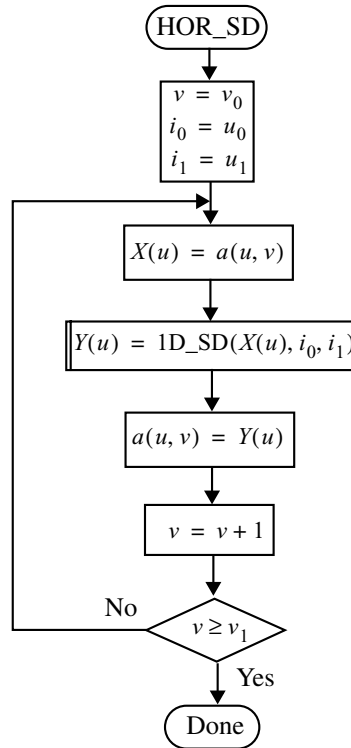 HOR_SD
v = v₀
i₀ = u₀
i₁ = u₁
X(u) = a(u, v)
Y(u) = 1D_SD(X(u), i₀, i₁)
a(u, v) = Y(u)
v = v + 1
No
v ≥ v₁
Yes
Done